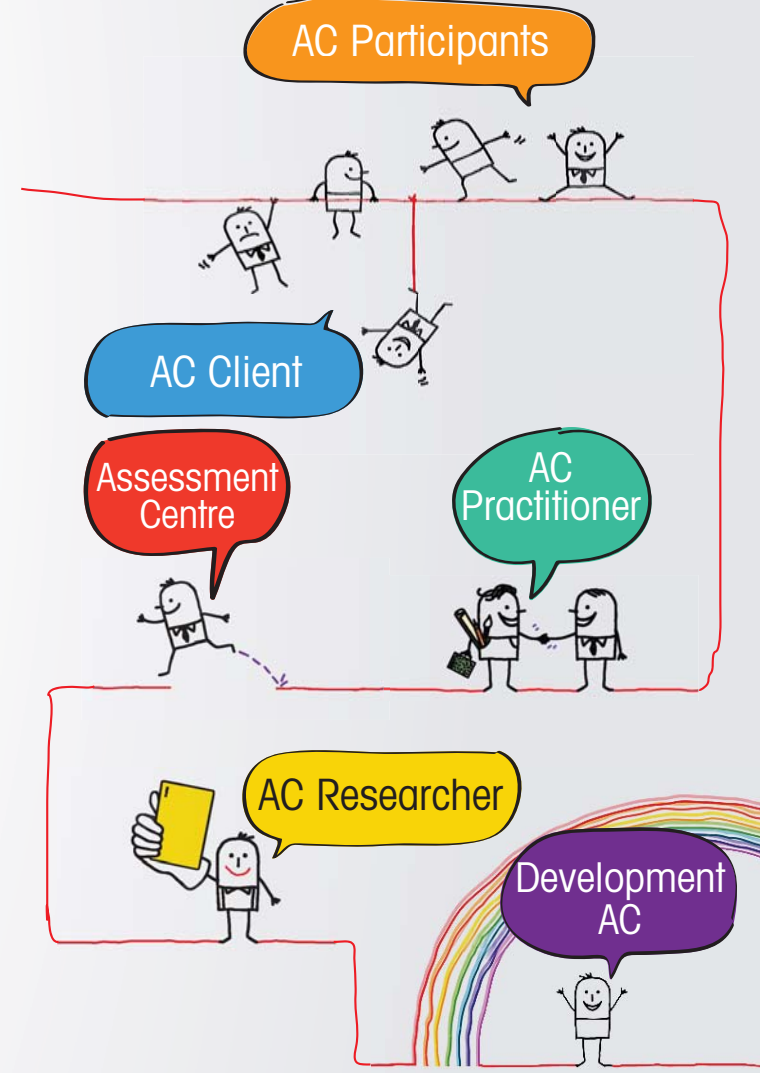 AC Participants
AC Client
Assessment
Centre
AC
Practitioner
AC Researcher
Development
AC